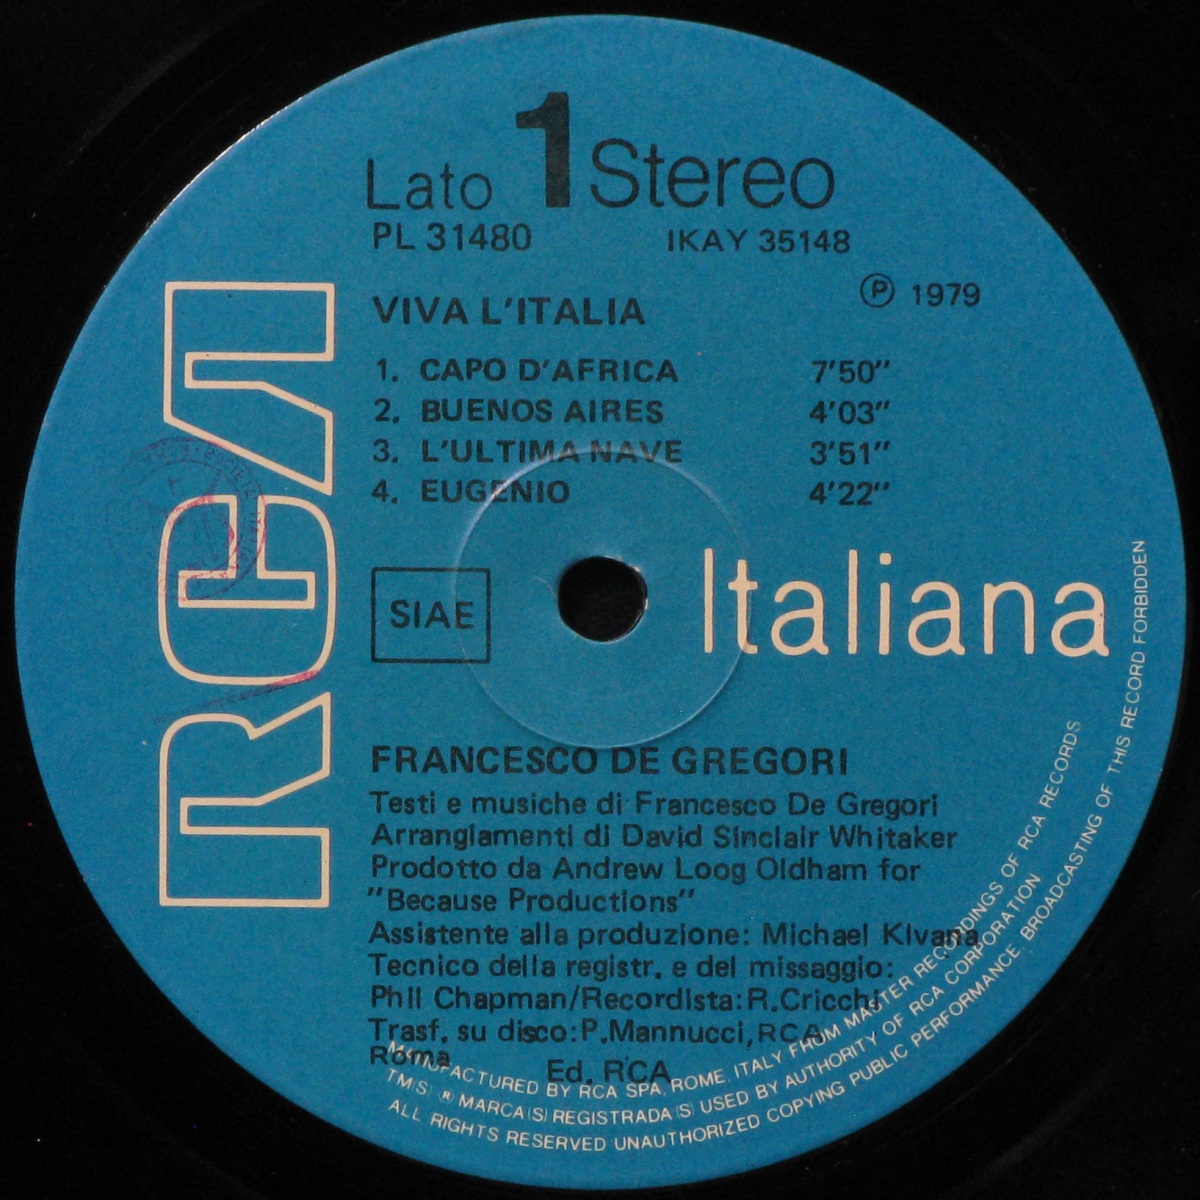 Lato 1 Stereo
PL 31480 IKAY 35148
℗ 1979
VIVA L'ITALIA
1. CAPO D'AFRICA 7'50"
2. BUENOS AIRES 4'03"
3. L'ULTIMA NAVE 3'51"
4. EUGENIO 4'22"
RCA
SIAE
Italiana
FRANCESCO DE GREGORI
Testi e musiche di Francesco De Gregori
Arrangiamenti di David Sinclair Whitaker
Prodotto da Andrew Loog Oldham for
"Because Productions"
Assistente alla produzione: Michael Kivana
Tecnico della registr. e del missaggio:
Phil Chapman/Recordista: R.Cricchi
Trasf. su disco: P.Mannucci, RCA
Roma Ed. RCA
MANUFACTURED BY RCA SPA, ROME, ITALY FHOM MASTER RECORDINGS OF RCA RECORDS
TM(S) ® MARCA(S) REGISTRADA(S) USED BY AUTHORITY OF RCA CORPORATION
ALL RIGHTS RESERVED UNAUTHORIZED COPYING PUBLIC PERFORMANCE, BROADCASTING OF THIS RECORD FORBIDDEN